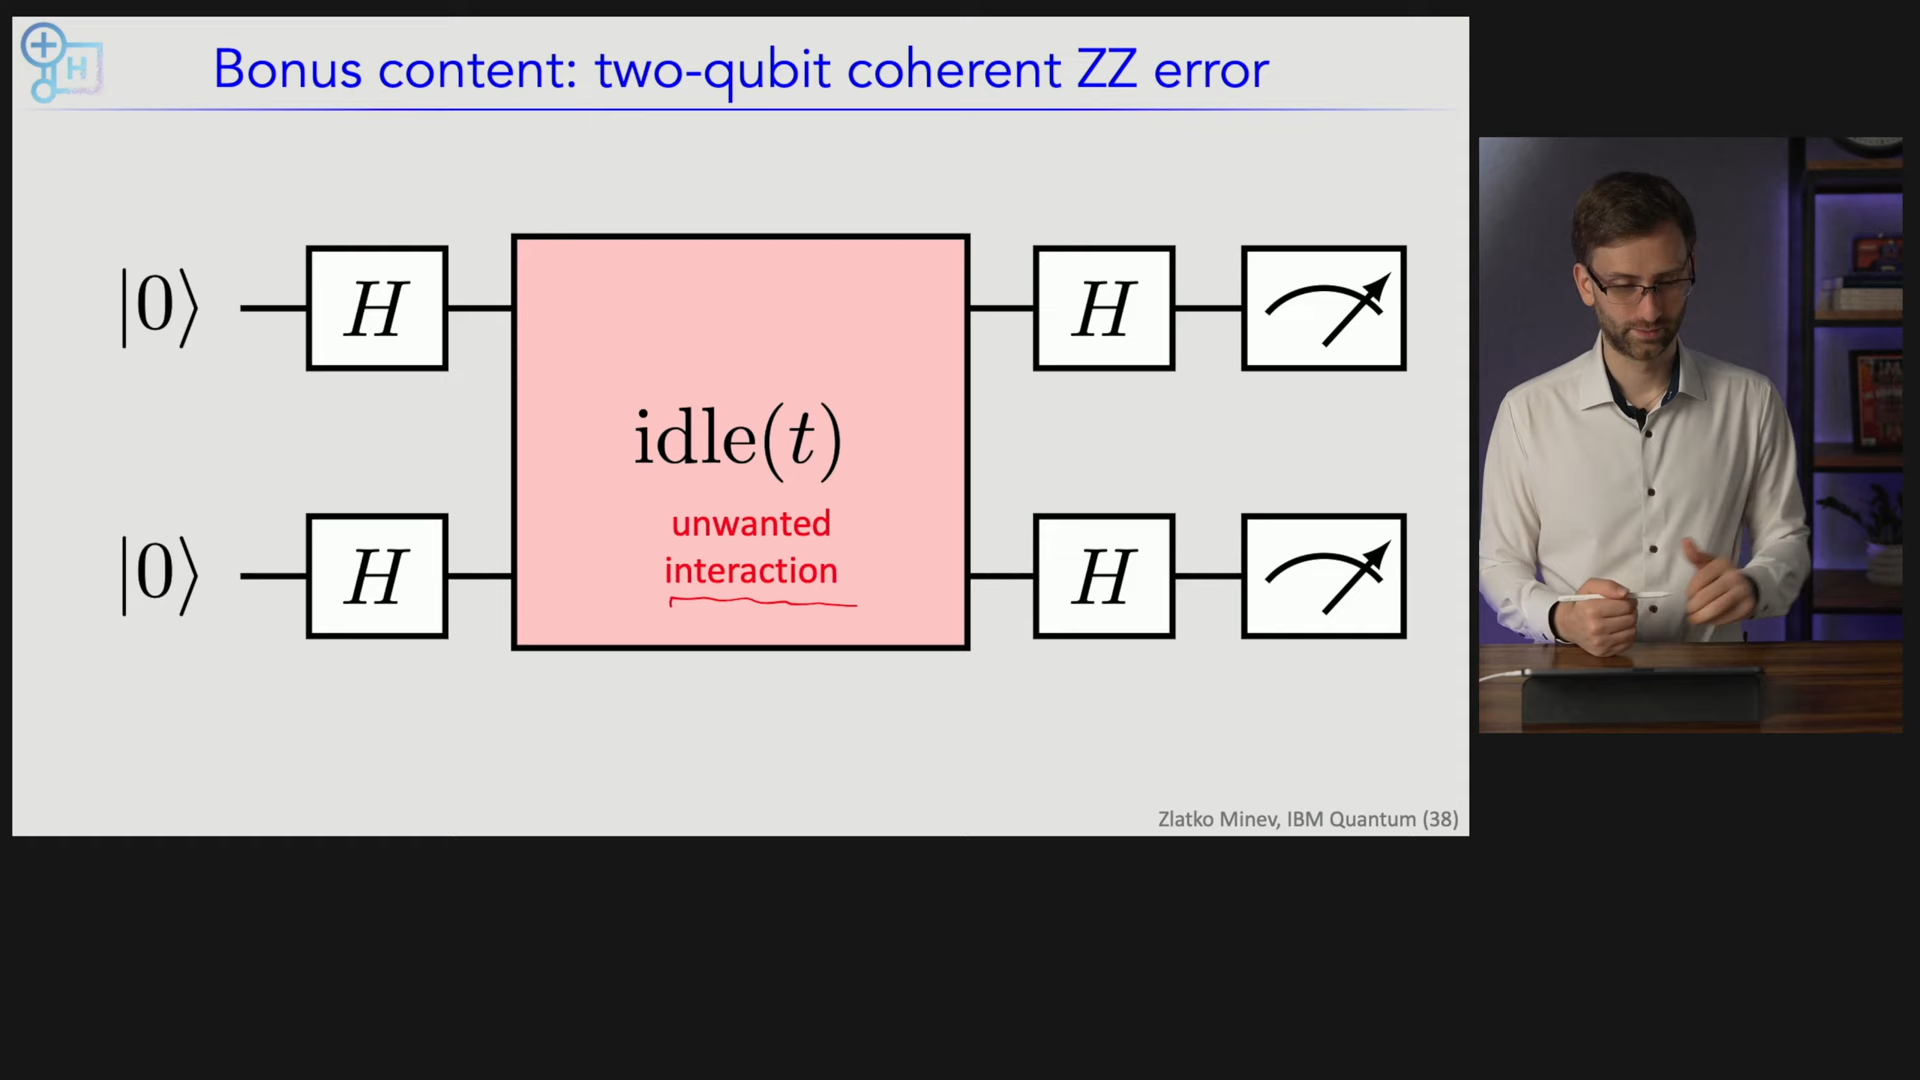 Bonus content: two-qubit coherent ZZ error
H
|0⟩ H H
idle(t)
unwanted
interaction
|0⟩ H H
Zlatko Minev, IBM Quantum (38)